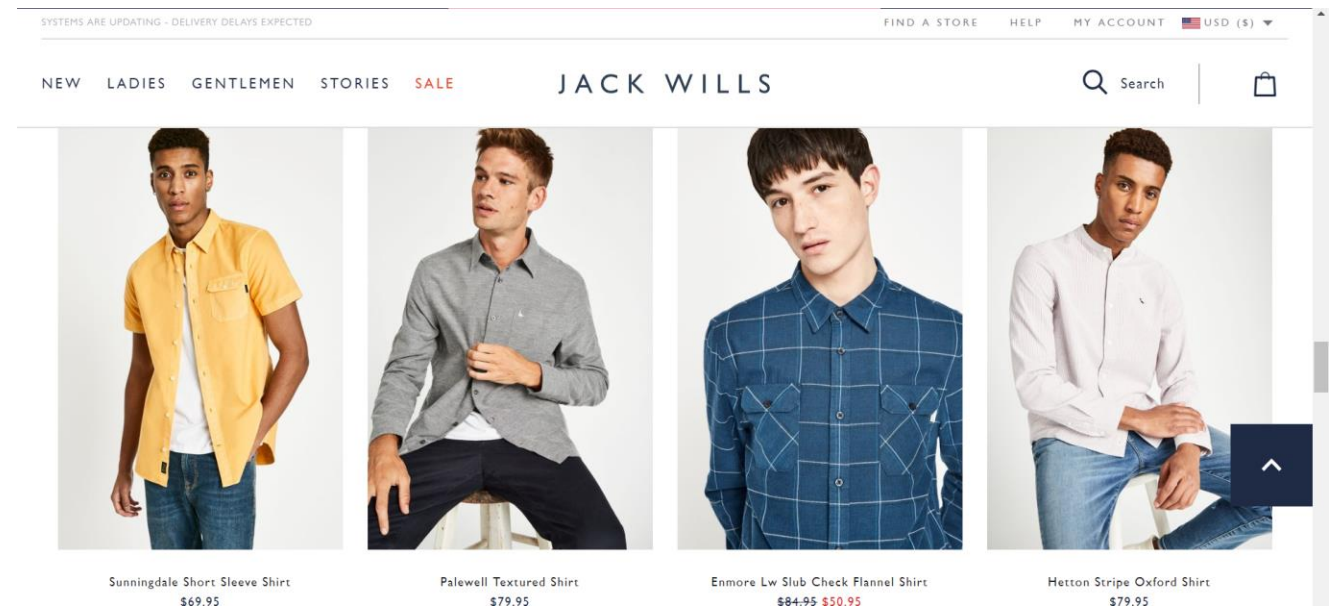 SYSTEMS ARE UPDATING - DELIVERY DELAYS EXPECTED
FIND A STORE HELP MY ACCOUNT USD ($)
NEW LADIES GENTLEMEN STORIES SALE
JACK WILLS
Search
Sunningdale Short Sleeve Shirt
$69.95
Palewell Textured Shirt
$79.95
Enmore Lw Slub Check Flannel Shirt
$84.95 $50.95
Hetton Stripe Oxford Shirt
$79.95